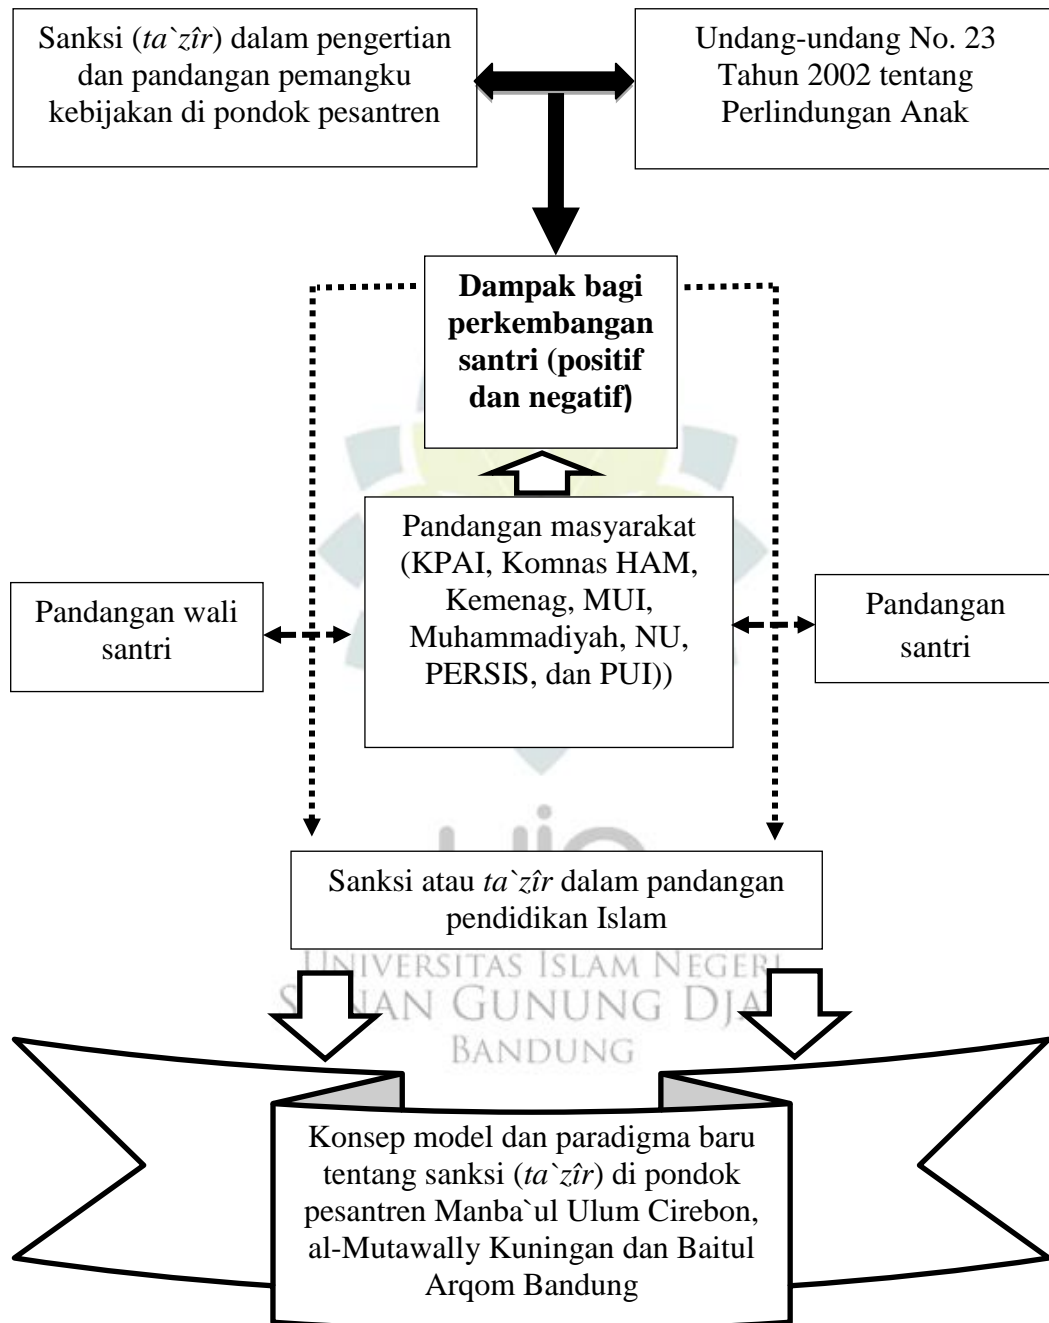 Sanksi (ta`zîr) dalam pengertian
dan pandangan pemangku
kebijakan di pondok pesantren
Undang-undang No. 23
Tahun 2002 tentang
Perlindungan Anak
Dampak bagi
perkembangan
santri (positif
dan negatif)
Pandangan masyarakat
(KPAI, Komnas HAM,
Kemenag, MUI,
Muhammadiyah, NU,
PERSIS, dan PUI))
Pandangan wali
santri
Pandangan
santri
Sanksi atau ta`zîr dalam pandangan
pendidikan Islam
UNIVERSITAS ISLAM NEGERI
GUNUNG
BANDUNG
Konsep model dan paradigma baru
tentang sanksi (ta`zîr) di pondok
pesantren Manba`ul Ulum Cirebon,
al-Mutawally Kuningan dan Baitul
Arqom Bandung